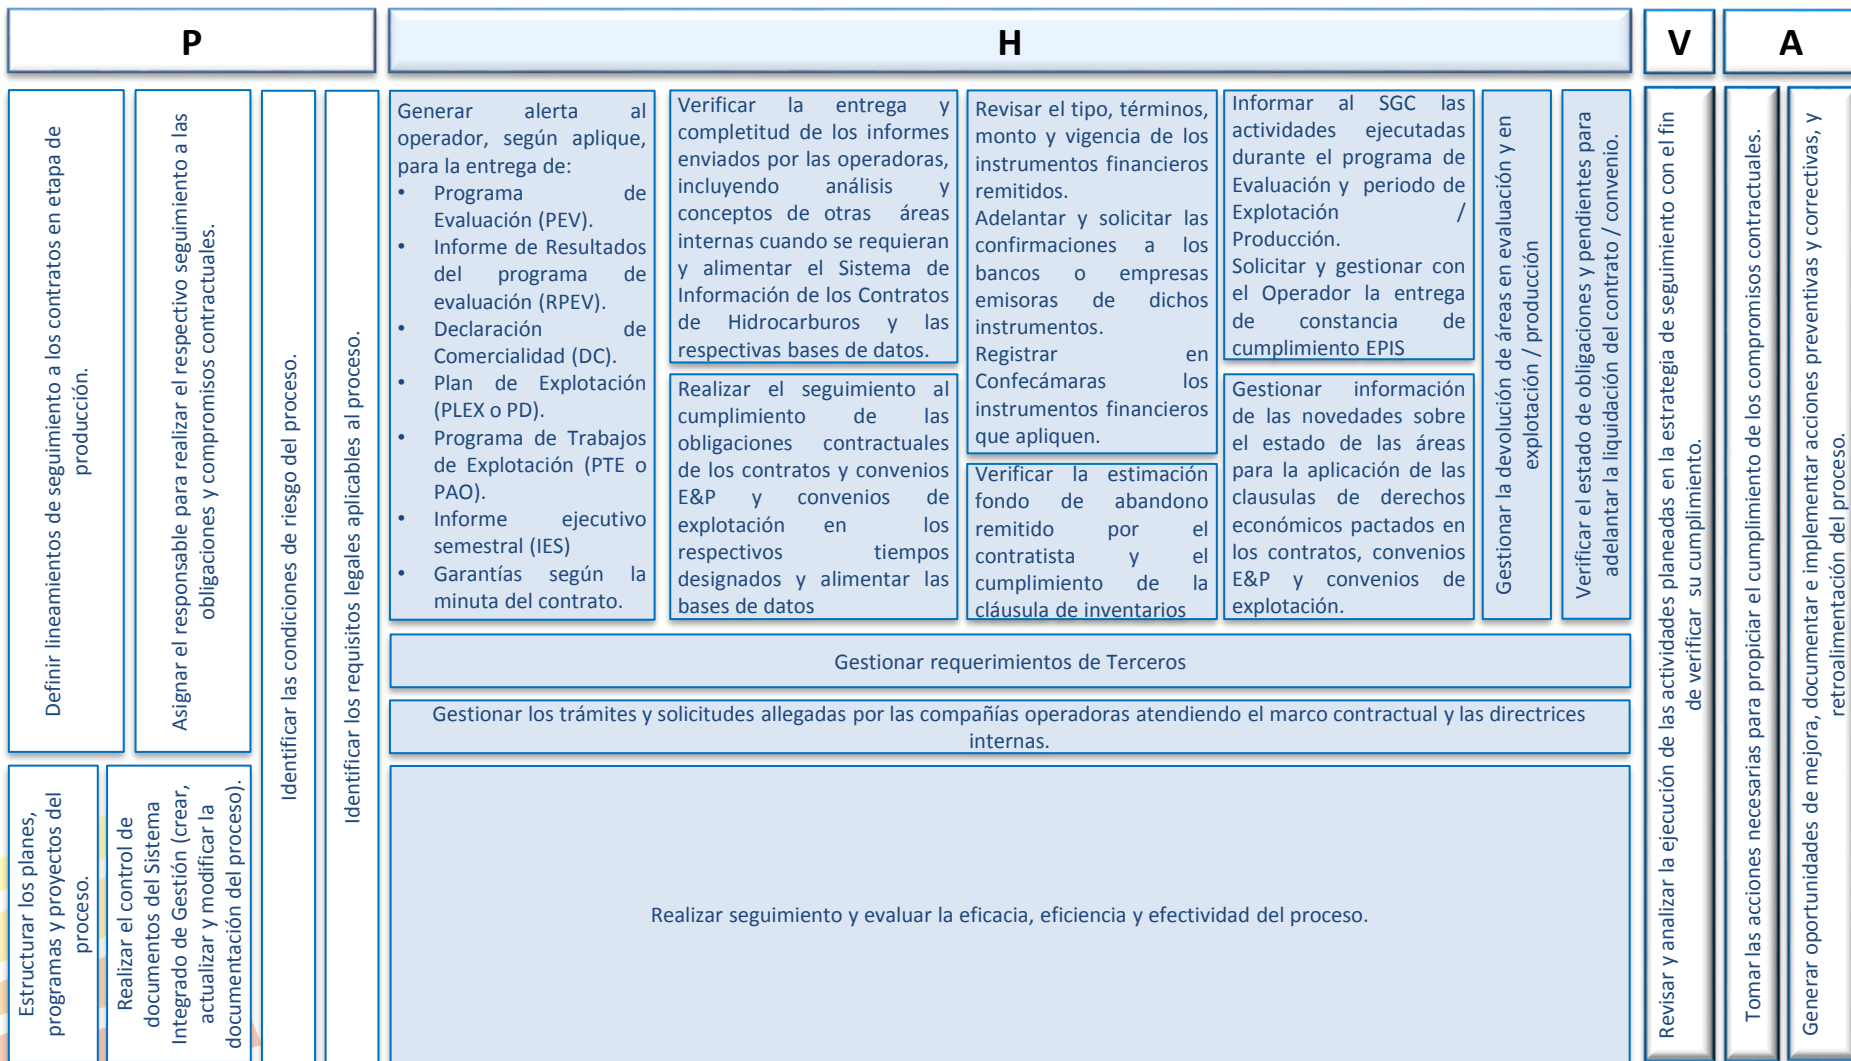 P
H
V
A
Definir lineamientos de seguimiento a los contratos en etapa de
producción.
Asignar el responsable para realizar el respectivo seguimiento a las
obligaciones y compromisos contractuales.
Estructurar los planes,
programas y proyectos del
proceso.
Realizar el control de
documentos del Sistema
Integrado de Gestión (crear,
actualizar y modificar la
documentación del proceso).
Identificar las condiciones de riesgo del proceso.
Identificar los requisitos legales aplicables al proceso.
Generar alerta al
operador, según aplique,
para la entrega de:
• Programa de
Evaluación (PEV).
• Informe de Resultados
del programa de
evaluación (RPEV).
• Declaración de
Comercialidad (DC).
• Plan de Explotación
(PLEX o PD).
• Programa de Trabajos
de Explotación (PTE o
PAO).
• Informe ejecutivo
semestral (IES)
• Garantías según la
minuta del contrato.
Verificar la entrega y
completitud de los informes
enviados por las operadoras,
incluyendo análisis y
conceptos de otras áreas
internas cuando se requieran
y alimentar el Sistema de
Información de los Contratos
de Hidrocarburos y las
respectivas bases de datos.
Realizar el seguimiento al
cumplimiento de las
obligaciones contractuales
de los contratos y convenios
E&P y convenios de
explotación en los
respectivos tiempos
designados y alimentar las
bases de datos
Revisar el tipo, términos,
monto y vigencia de los
instrumentos financieros
remitidos.
Adelantar y solicitar las
confirmaciones a los
bancos o empresas
emisoras de dichos
instrumentos.
Registrar en
Confecámaras los
instrumentos financieros
que apliquen.
Verificar la estimación
fondo de abandono
remitido por el
contratista y el
cumplimiento de la
cláusula de inventarios
Informar al SGC las
actividades ejecutadas
durante el programa de
Evaluación y periodo de
Explotación /
Producción.
Solicitar y gestionar con
el Operador la entrega
de constancia de
cumplimiento EPIS
Gestionar información
de las novedades sobre
el estado de las áreas
para la aplicación de las
clausulas de derechos
económicos pactados en
los contratos, convenios
E&P y convenios de
explotación.
Gestionar la devolución de áreas en evaluación y en
explotación / producción
Verificar el estado de obligaciones y pendientes para
adelantar la liquidación del contrato / convenio.
Gestionar requerimientos de Terceros
Gestionar los trámites y solicitudes allegadas por las compañías operadoras atendiendo el marco contractual y las directrices
internas.
Realizar seguimiento y evaluar la eficacia, eficiencia y efectividad del proceso.
Revisar y analizar la ejecución de las actividades planeadas en la estrategia de seguimiento con el fin
de verificar su cumplimiento.
Tomar las acciones necesarias para propiciar el cumplimiento de los compromisos contractuales.
Generar oportunidades de mejora, documentar e implementar acciones preventivas y correctivas, y
retroalimentación del proceso.